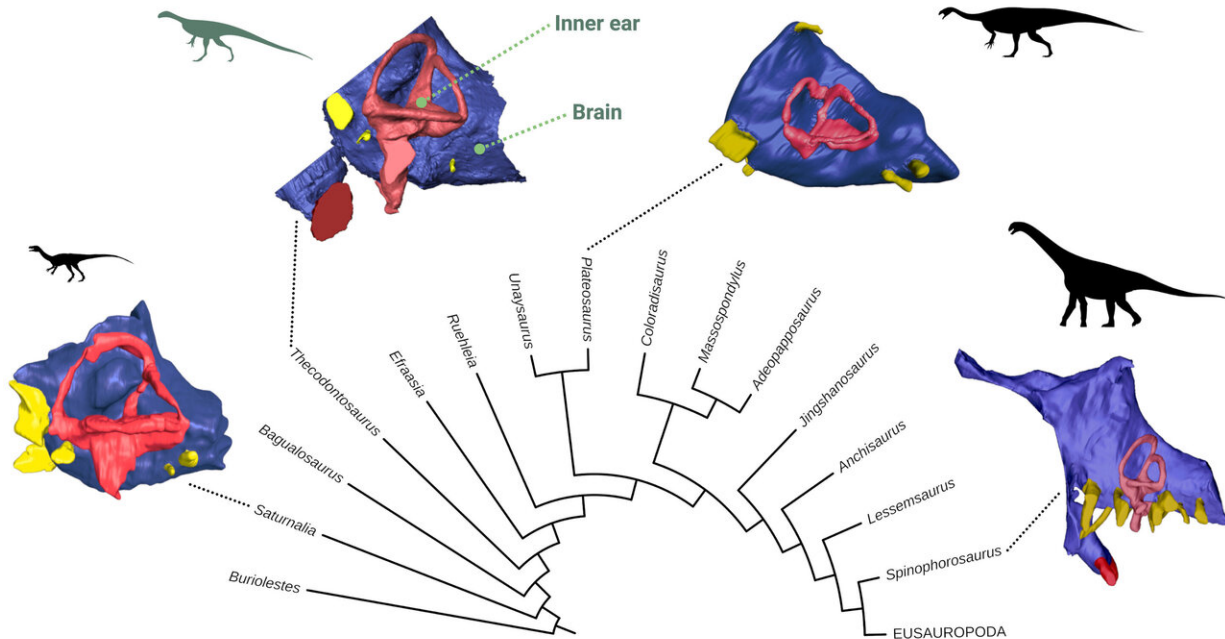 Inner ear
Brain
Plateosaurus
Unaysaurus
Coloradisaurus
Massospondylus
Adeopapposaurus
Ruehleia
Efraasia
Thecodontosaurus
Jingshanosaurus
Bagualosaurus
Anchisaurus
Saturnalia
Lessemsaurus
Buriolestes
Spinophorosaurus
EUSAUROPODA